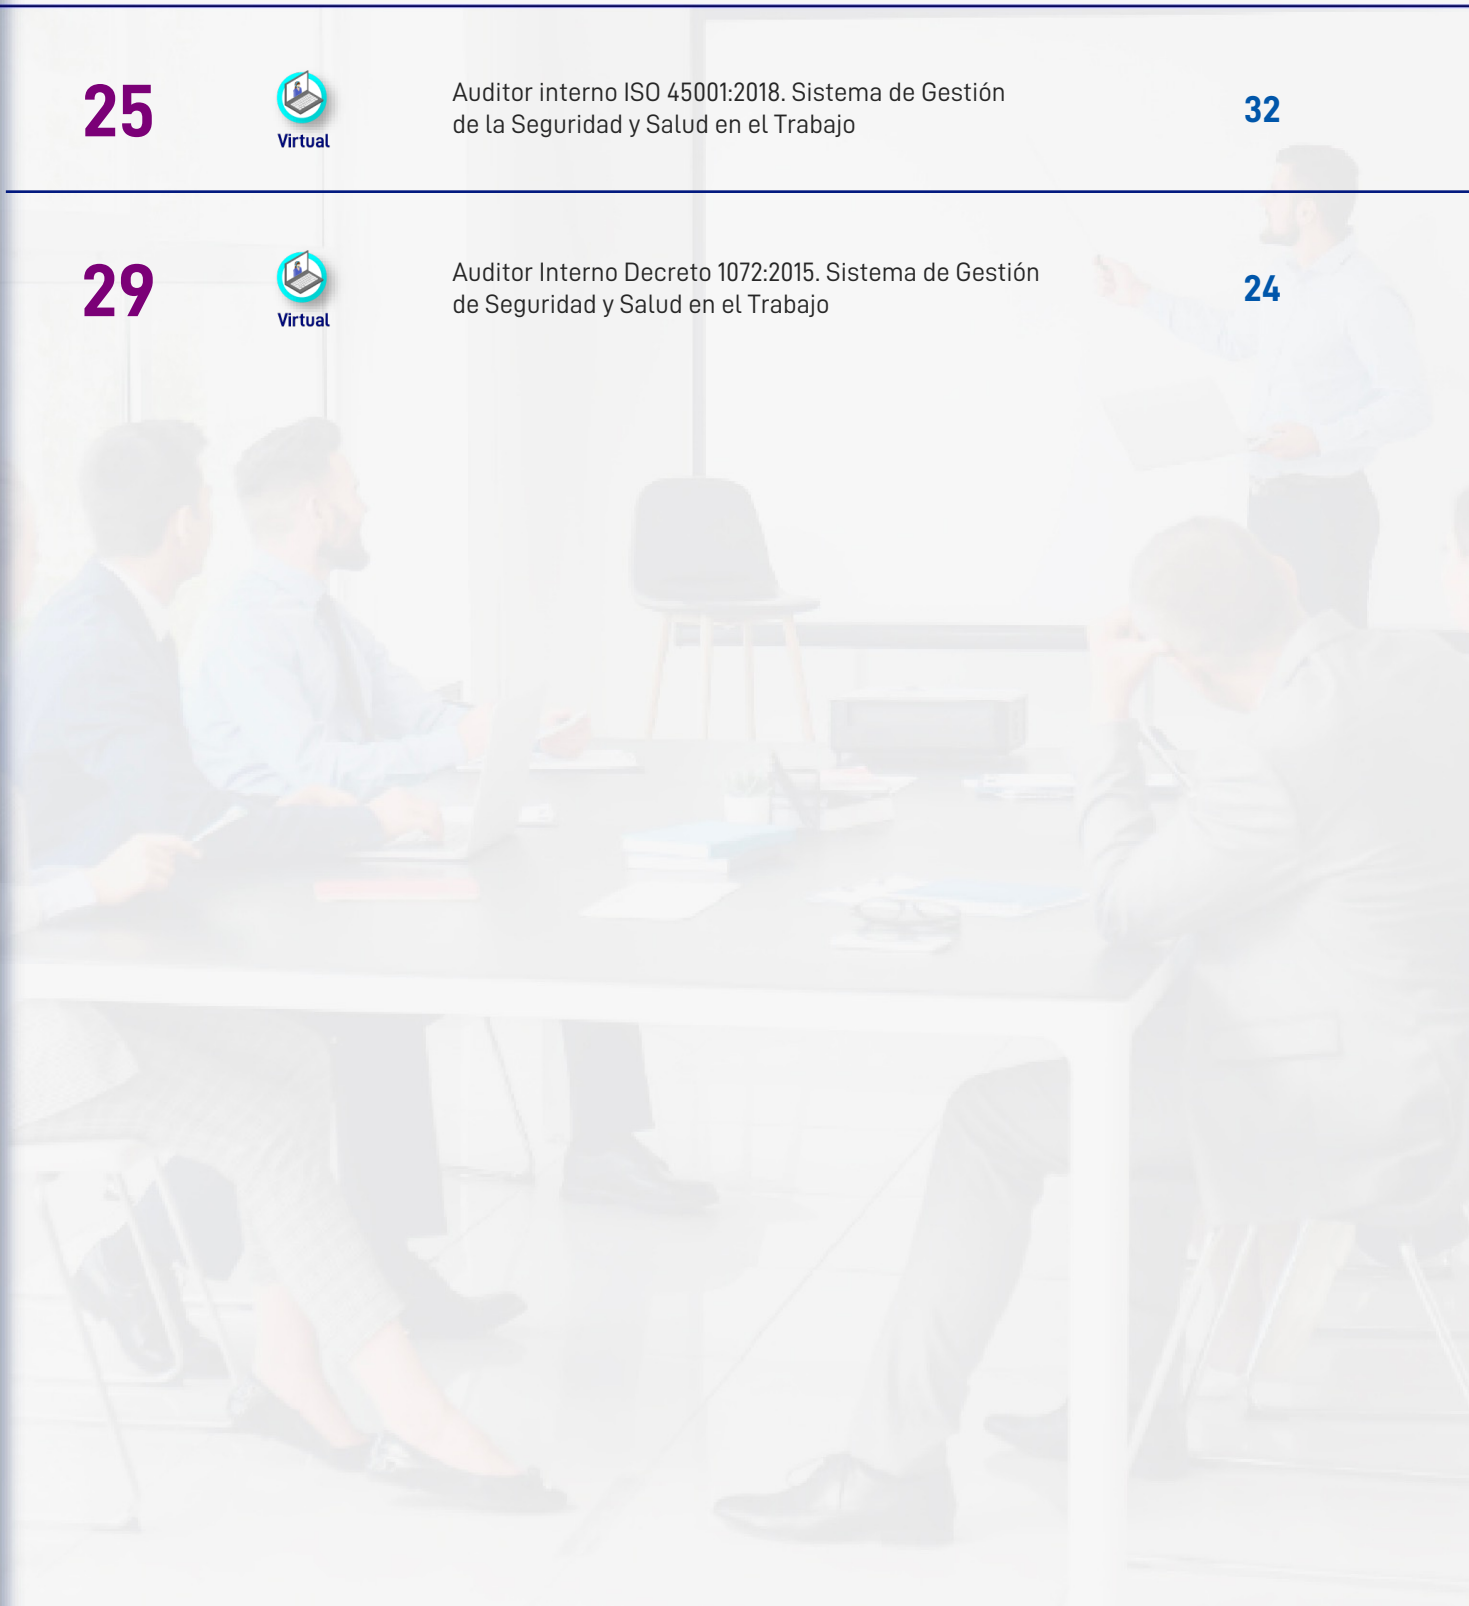 25
Virtual
Auditor interno ISO 45001:2018. Sistema de Gestión
de la Seguridad y Salud en el Trabajo
32
29
Virtual
Auditor Interno Decreto 1072:2015. Sistema de Gestión
de Seguridad y Salud en el Trabajo
24